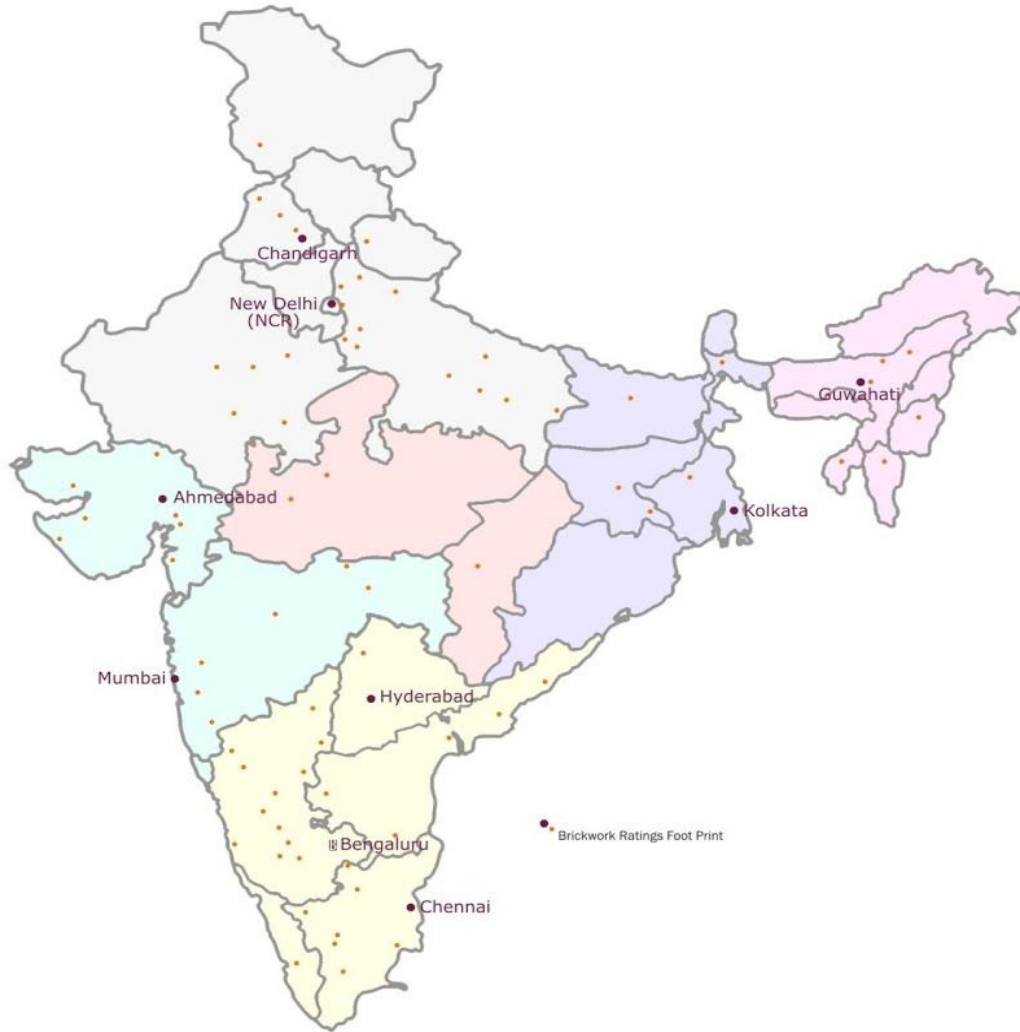 Chandigarh
New Delhi
(NCR)
Guwahati
Ahmedabad
Kolkata
Mumbai
Hyderabad
Brickwork Ratings Foot Print
Bengaluru
Chennai